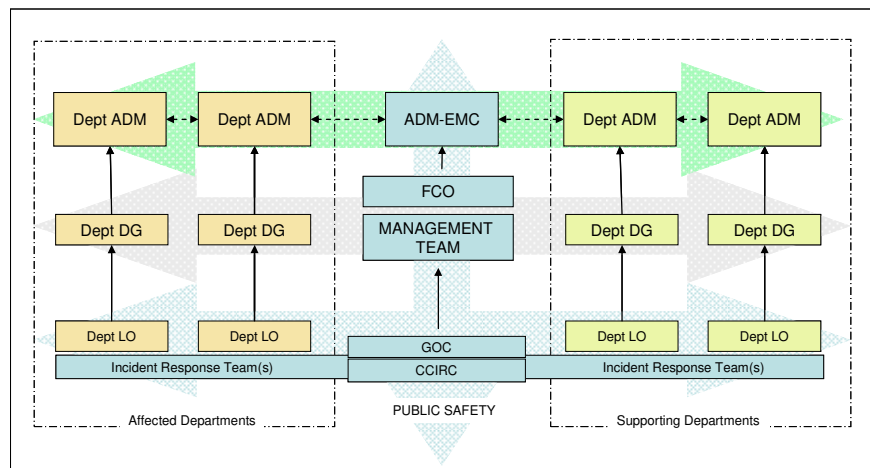 Dept ADM
Dept ADM
ADM-EMC
Dept ADM
Dept ADM
FCO
Dept DG
Dept DG
MANAGEMENT
TEAM
Dept DG
Dept DG
Dept LO
Dept LO
Dept LO
Dept LO
GOC
Incident Response Team(s)
CCIRC
Incident Response Team(s)
PUBLIC SAFETY
Affected Departments
Supporting Departments